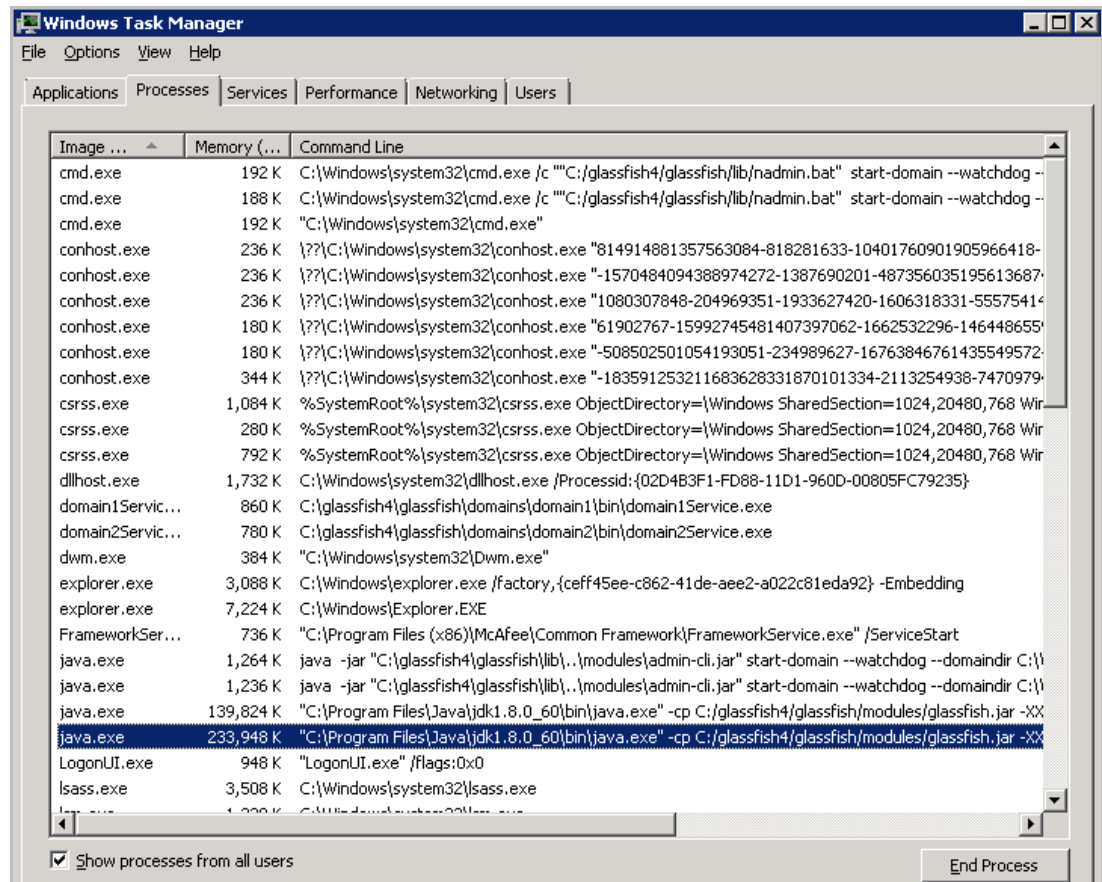 Windows Task Manager
File Options View Help
Applications Processes Services Performance Networking Users
Image ... Memory (... Command Line
cmd.exe 192 K C:\Windows\system32\cmd.exe /c ""C:/glassfish4/glassfish/lib/nadmin.bat" start-domain --watchdog --
cmd.exe 188 K C:\Windows\system32\cmd.exe /c ""C:/glassfish4/glassfish/lib/nadmin.bat" start-domain --watchdog --
cmd.exe 192 K "C:\Windows\system32\cmd.exe"
conhost.exe 236 K \??\C:\Windows\system32\conhost.exe "814914881357563084-818281633-10401760901905966418-
conhost.exe 236 K \??\C:\Windows\system32\conhost.exe "-1570484094388974272-1387690201-487356035195613687
conhost.exe 236 K \??\C:\Windows\system32\conhost.exe "1080307848-204969351-1933627420-1606318331-55575414
conhost.exe 180 K \??\C:\Windows\system32\conhost.exe "61902767-15992745481407397062-1662532296-146448655
conhost.exe 180 K \??\C:\Windows\system32\conhost.exe "-508502501054193051-234989627-16763846761435549572-
conhost.exe 344 K \??\C:\Windows\system32\conhost.exe "-183591253211683628331870101334-2113254938-7470979
csrss.exe 1,084 K %SystemRoot%\system32\csrss.exe ObjectDirectory=\Windows SharedSection=1024,20480,768 Wir
csrss.exe 280 K %SystemRoot%\system32\csrss.exe ObjectDirectory=\Windows SharedSection=1024,20480,768 Wir
csrss.exe 792 K %SystemRoot%\system32\csrss.exe ObjectDirectory=\Windows SharedSection=1024,20480,768 Wir
dllhost.exe 1,732 K C:\Windows\system32\dllhost.exe /Processid:{02D4B3F1-FD88-11D1-960D-00805FC79235}
domain1Servic... 860 K C:\glassfish4\glassfish\domains\domain1\bin\domain1Service.exe
domain2Servic... 780 K C:\glassfish4\glassfish\domains\domain2\bin\domain2Service.exe
dwm.exe 384 K "C:\Windows\system32\Dwm.exe"
explorer.exe 3,088 K C:\Windows\explorer.exe /factory,{ceff45ee-c862-41de-aee2-a022c81eda92} -Embedding
explorer.exe 7,224 K C:\Windows\Explorer.EXE
FrameworkSer... 736 K "C:\Program Files (x86)\McAfee\Common Framework\FrameworkService.exe" /ServiceStart
java.exe 1,264 K java -jar "C:\glassfish4\glassfish\lib\..\modules\admin-cli.jar" start-domain --watchdog --domaindir C:\
java.exe 1,236 K java -jar "C:\glassfish4\glassfish\lib\..\modules\admin-cli.jar" start-domain --watchdog --domaindir C:\
java.exe 139,824 K "C:\Program Files\Java\jdk1.8.0_60\bin\java.exe" -cp C:/glassfish4/glassfish/modules/glassfish.jar -XX
java.exe 233,948 K "C:\Program Files\Java\jdk1.8.0_60\bin\java.exe" -cp C:/glassfish4/glassfish/modules/glassfish.jar -XX
LogonUI.exe 948 K "LogonUI.exe" /flags:0x0
lsass.exe 3,508 K C:\Windows\system32\lsass.exe
Show processes from all users
End Process